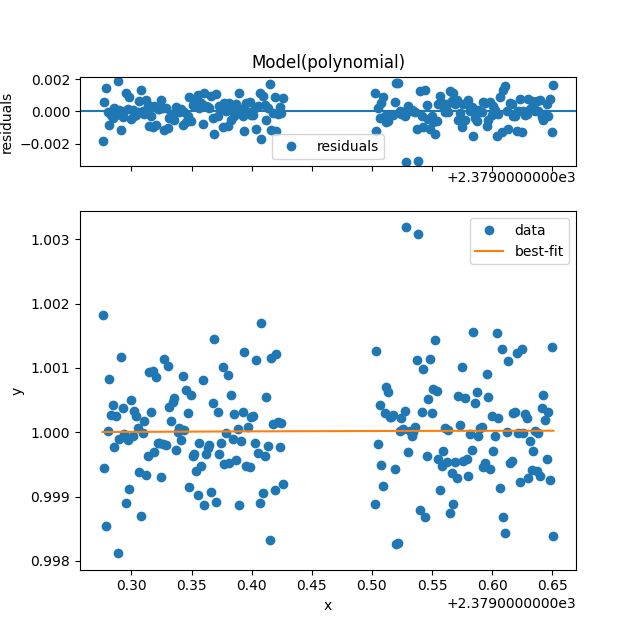 Model(polynomial)
0.002
0.000
−0.002
residuals
residuals
+2.3790000000e3
1.003
1.002
1.001
1.000
0.999
0.998
y
data
best-fit
0.30 0.35 0.40 0.45 0.50 0.55 0.60 0.65
x
+2.3790000000e3